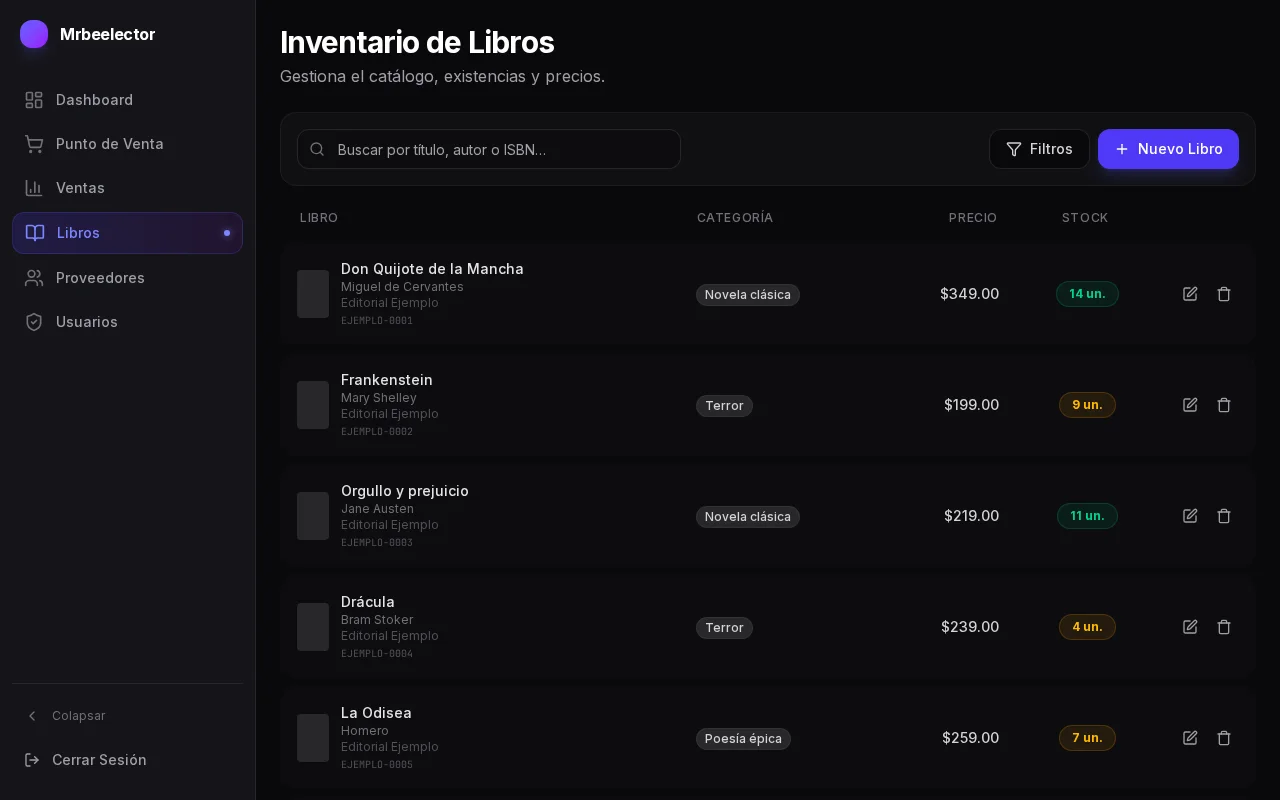 Mrbeelector
Dashboard
Punto de Venta
Ventas
Libros
Proveedores
Usuarios
Colapsar
Cerrar Sesión
Inventario de Libros
Gestiona el catálogo, existencias y precios.
Buscar por título, autor o ISBN...
Filtros
Nuevo Libro
LIBRO CATEGORÍA PRECIO STOCK
Don Quijote de la Mancha
Miguel de Cervantes
Editorial Ejemplo
EJEMPLO-0001
Novela clásica
$349.00
14 un.
Frankenstein
Mary Shelley
Editorial Ejemplo
EJEMPLO-0002
Terror
$199.00
9 un.
Orgullo y prejuicio
Jane Austen
Editorial Ejemplo
EJEMPLO-0003
Novela clásica
$219.00
11 un.
Drácula
Bram Stoker
Editorial Ejemplo
EJEMPLO-0004
Terror
$239.00
4 un.
La Odisea
Homero
Editorial Ejemplo
EJEMPLO-0005
Poesía épica
$259.00
7 un.